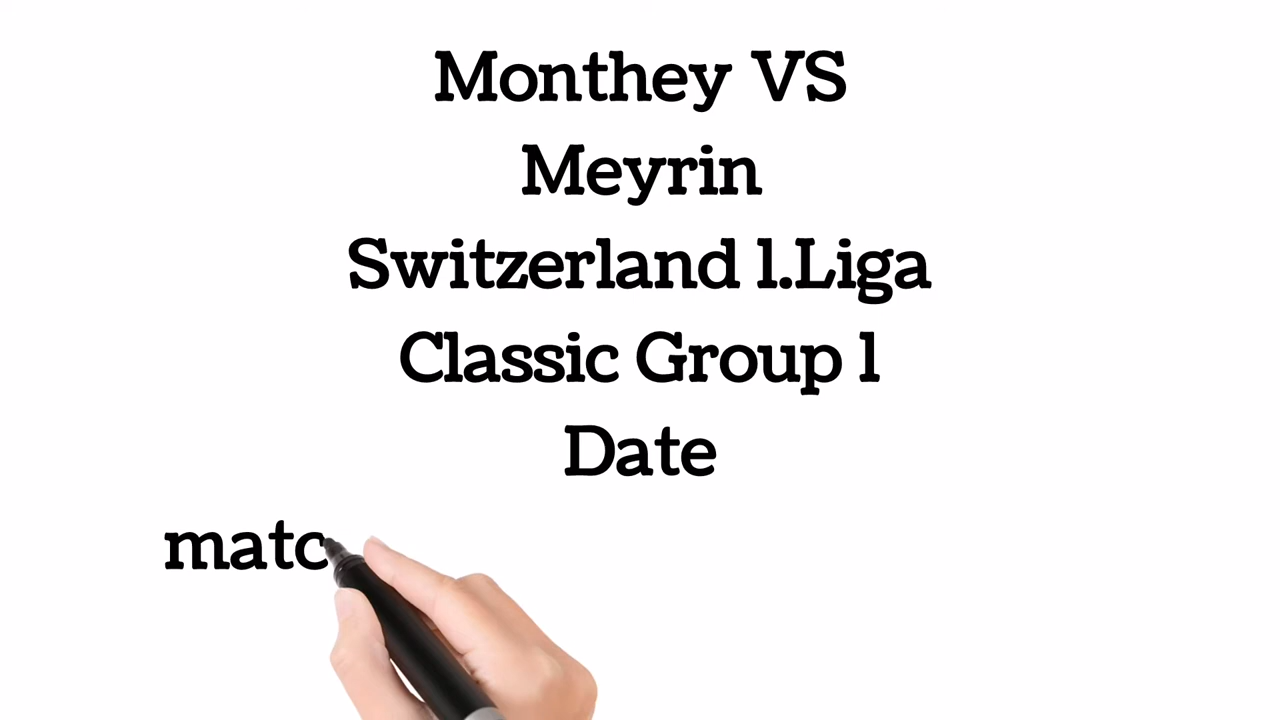 Monthey VS
Meyrin
Switzerland 1.Liga
Classic Group 1
Date
matc